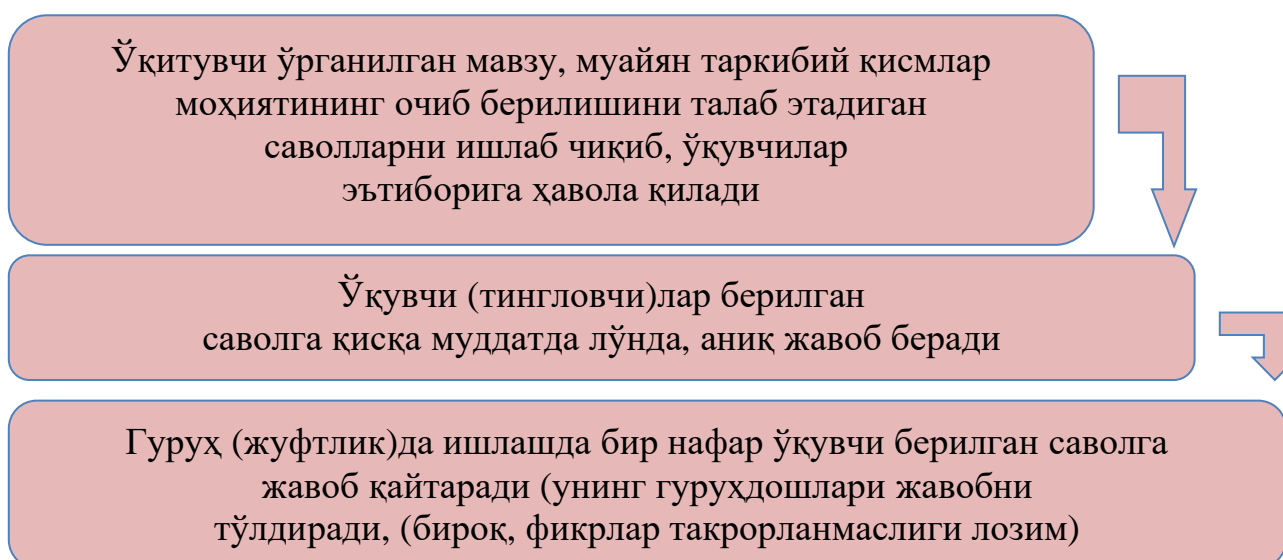 Ўқитувчи ўрганилган мавзу, муайян таркибий қисмлар
моҳиятининг очиб берилишини талаб этадиган
саволларни ишлаб чиқиб, ўқувчилар
эътиборига ҳавола қилади
Ўқувчи (тингловчи)лар берилган
саволга қисқа муддатда лўнда, аниқ жавоб беради
Гуруҳ (жуфтлик)да ишлашда бир нафар ўқувчи берилган саволга
жавоб қайтаради (унинг гуруҳдошлари жавобни
тўлдиради, (бироқ, фикрлар такрорланмаслиги лозим)